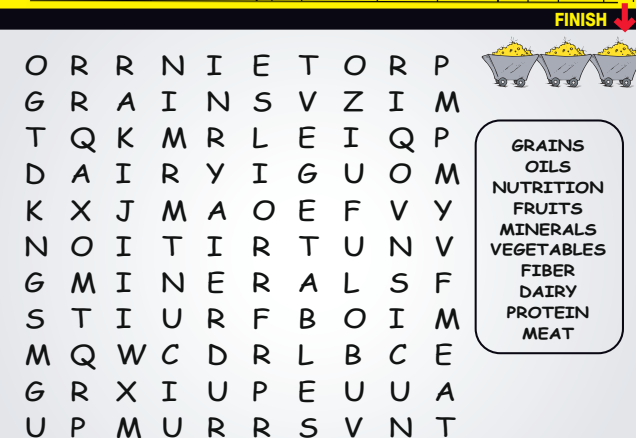 FINISH
O R R N I E T O R P
G R A I N S V Z I M
T Q K M R L E I Q P
D A I R Y I G U O M
K X J M A O E F V Y
N O I T I R T U N V
G M I N E R A L S F
S T I U R F B O I M
M Q W C D R L B C E
G R X I U P E U U A
U P M U R R S V N T
GRAINS
OILS
NUTRITION
FRUITS
MINERALS
VEGETABLES
FIBER
DAIRY
PROTEIN
MEAT